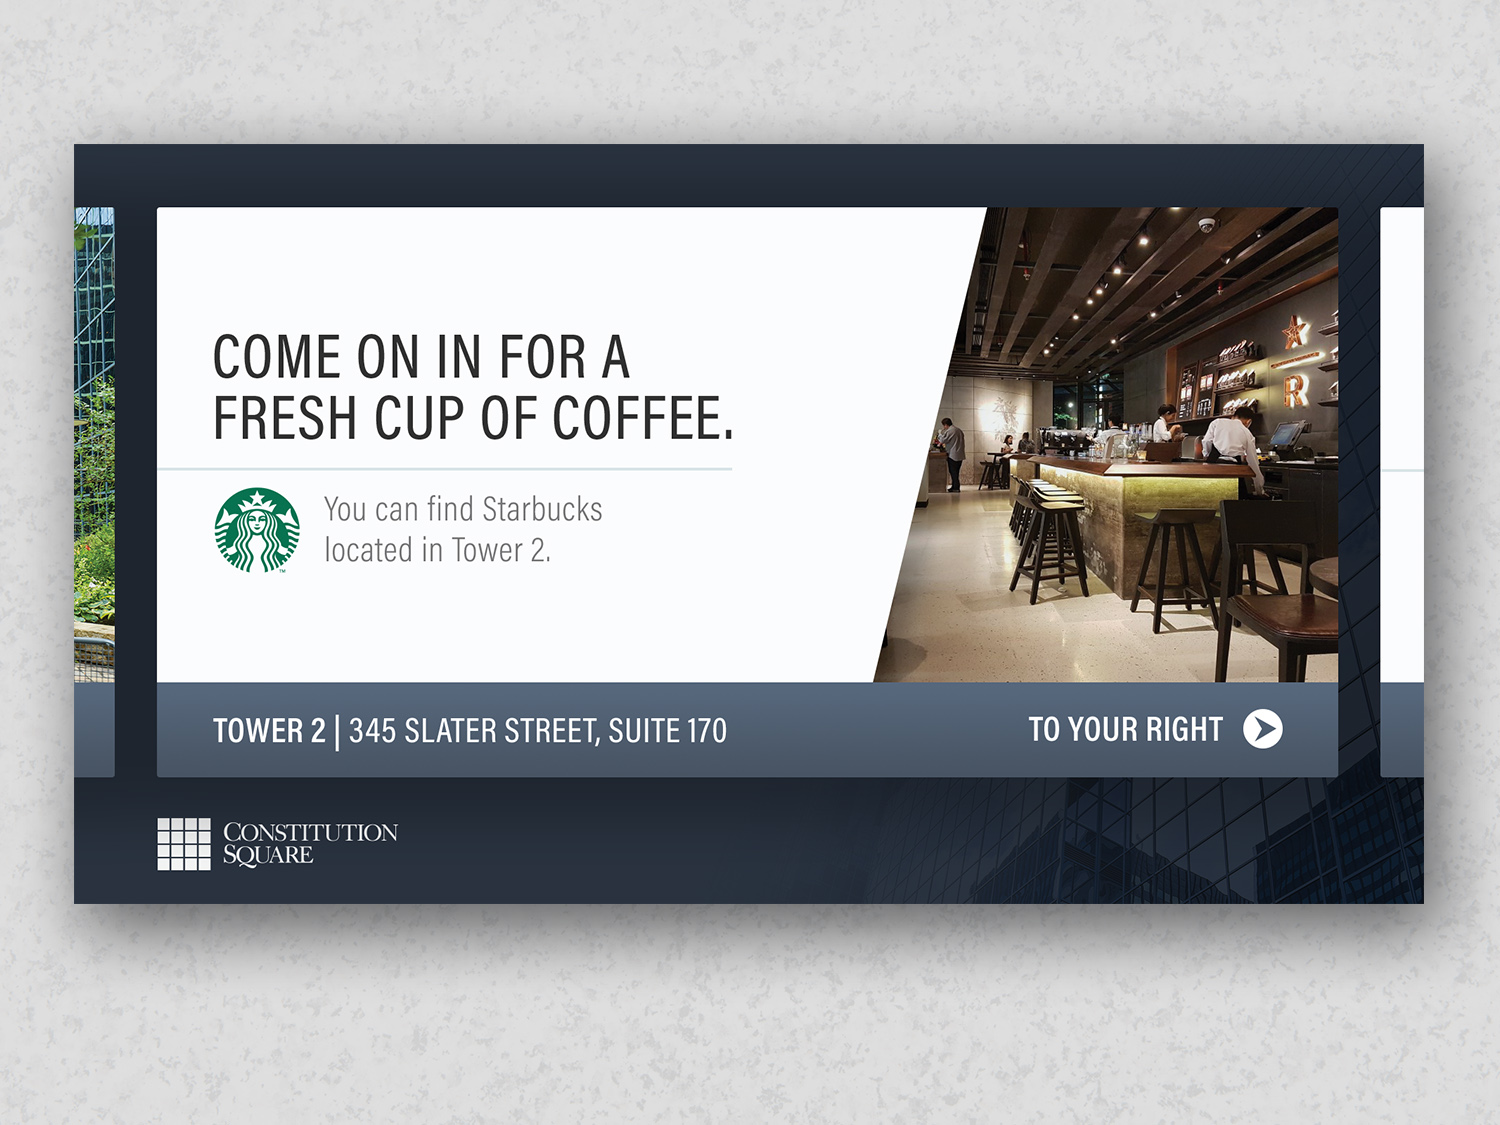 COME ON IN FOR A
FRESH CUP OF COFFEE.
You can find Starbucks
located in Tower 2.
TM
TOWER 2 | 345 SLATER STREET, SUITE 170
TO YOUR RIGHT
CONSTITUTION
SQUARE
R